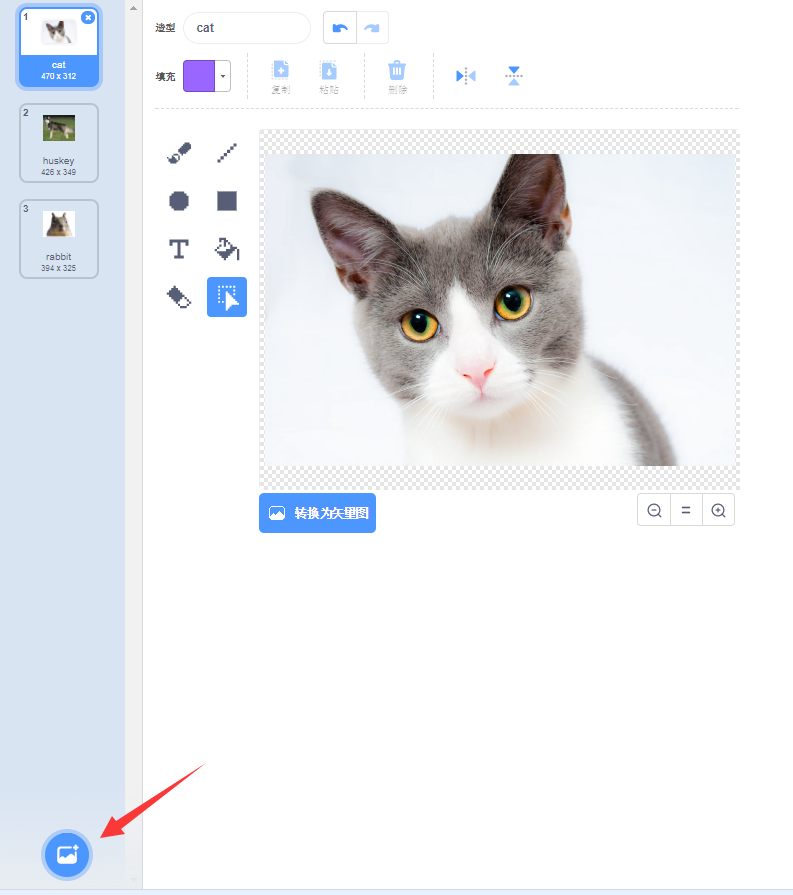 1
cat
470 x 312
2
huskey
426 x 349
3
rabbit
394 x 325
造型 cat
填充
复制 粘贴 删除
T
转换为矢量图